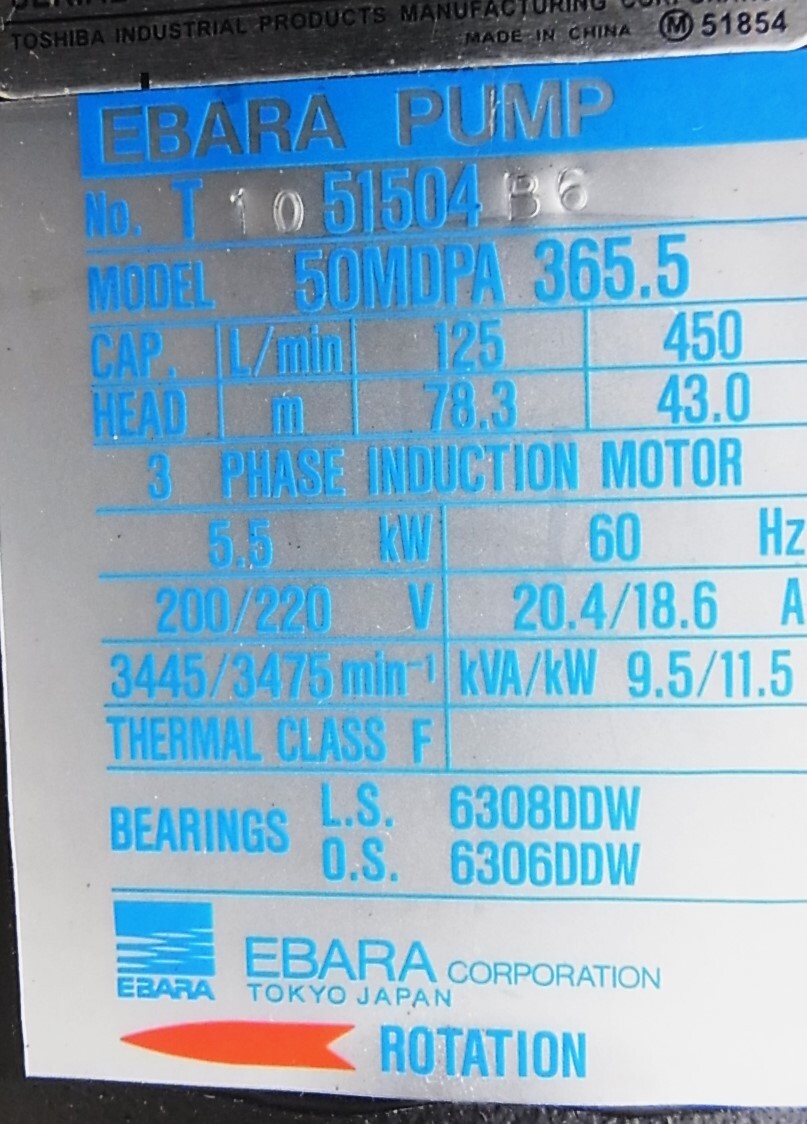 TOSHIBA INDUSTRIAL PRODUCTS MANUFACTURING
MADE IN CHINA Ⓜ 51854
EBARA PUMP
No. T 10 51504 B6
MODEL 50MDPA 365.5
CAP. L/min 125 450
HEAD m 78.3 43.0
3 PHASE INDUCTION MOTOR
5.5 kW 60 Hz
200/220 V 20.4/18.6 A
3445/3475 min⁻¹ kVA/kW 9.5/11.5
THERMAL CLASS F
BEARINGS L.S. 6308DDW
O.S. 6306DDW
EBARA
EBARA CORPORATION
TOKYO JAPAN
ROTATION